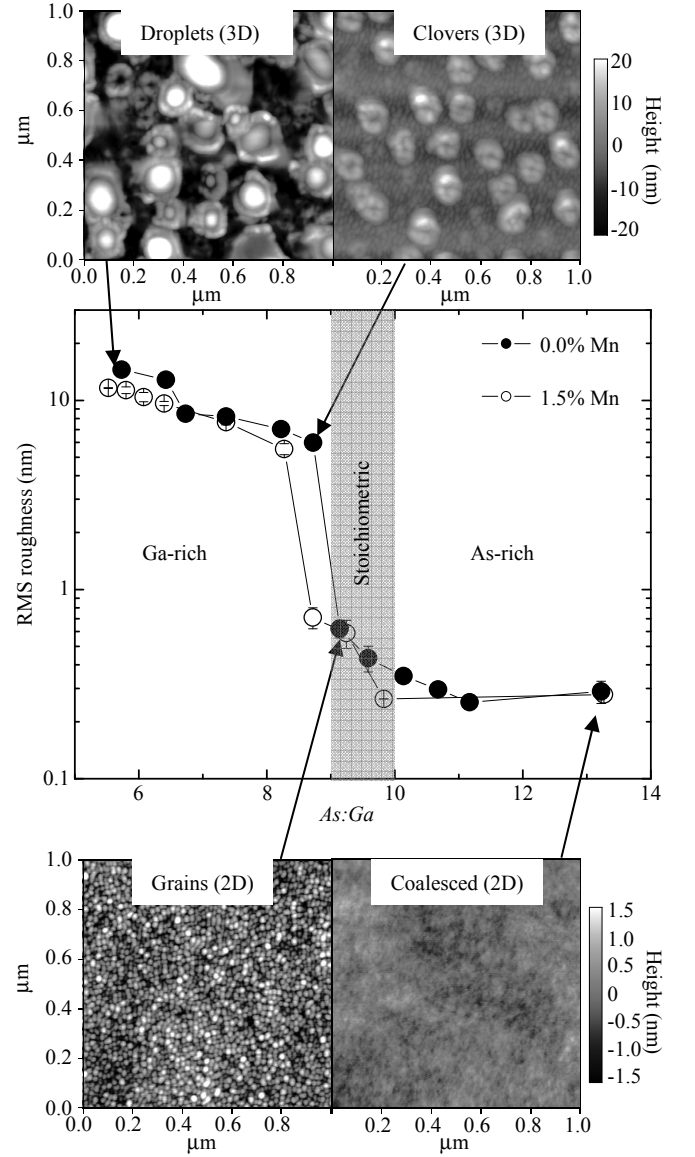 Droplets (3D)
Clovers (3D)
1.0
0.8
0.6
0.4
0.2
0.0
μm
0.0
0.2
0.4
0.6
0.8
μm
0.2
0.4
0.6
0.8
1.0
μm
20
10
0
-10
-20
Height (nm)
0.0% Mn
1.5% Mn
10
1
0.1
RMS roughness (nm)
Ga-rich
Stoichiometric
As-rich
6
8
10
12
14
As:Ga
Grains (2D)
Coalesced (2D)
1.0
0.8
0.6
0.4
0.2
0.0
μm
0.0
0.2
0.4
0.6
0.8
μm
0.2
0.4
0.6
0.8
1.0
μm
1.5
1.0
0.5
0.0
-0.5
-1.0
-1.5
Height (nm)